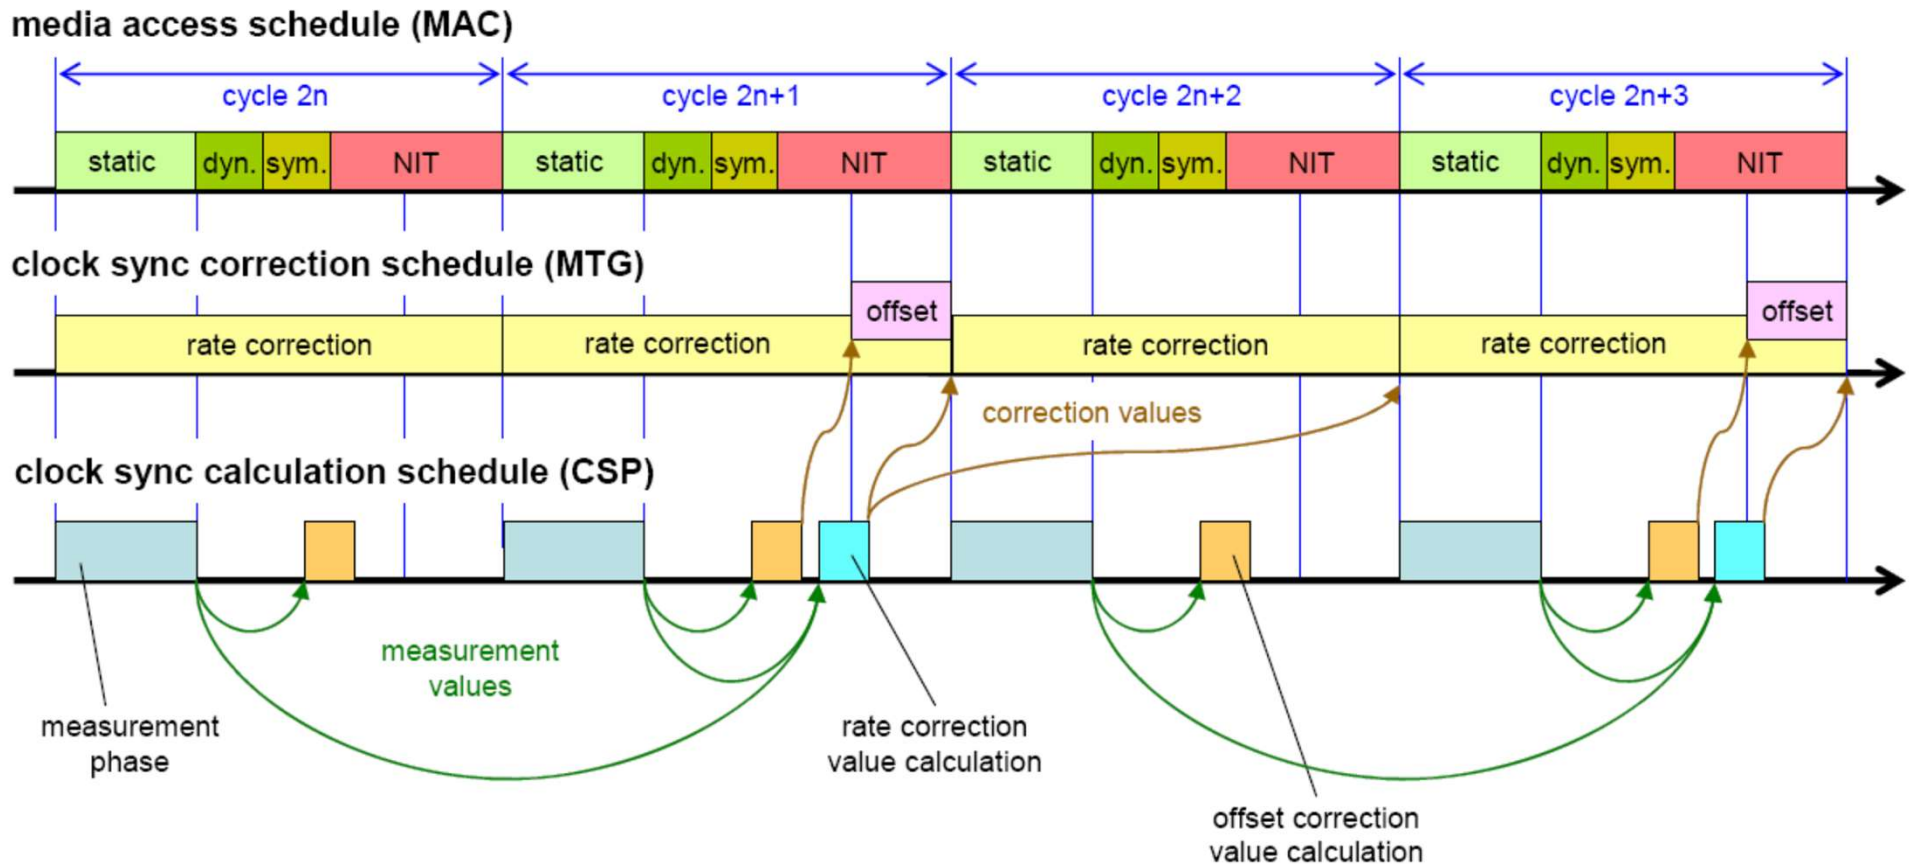 media access schedule (MAC)
cycle 2n cycle 2n+1 cycle 2n+2 cycle 2n+3
static dyn. sym. NIT static dyn. sym. NIT static dyn. sym. NIT static dyn. sym. NIT
clock sync correction schedule (MTG)
offset offset
rate correction rate correction rate correction rate correction
correction values
clock sync calculation schedule (CSP)
measurement
values
measurement
phase
rate correction
value calculation
offset correction
value calculation